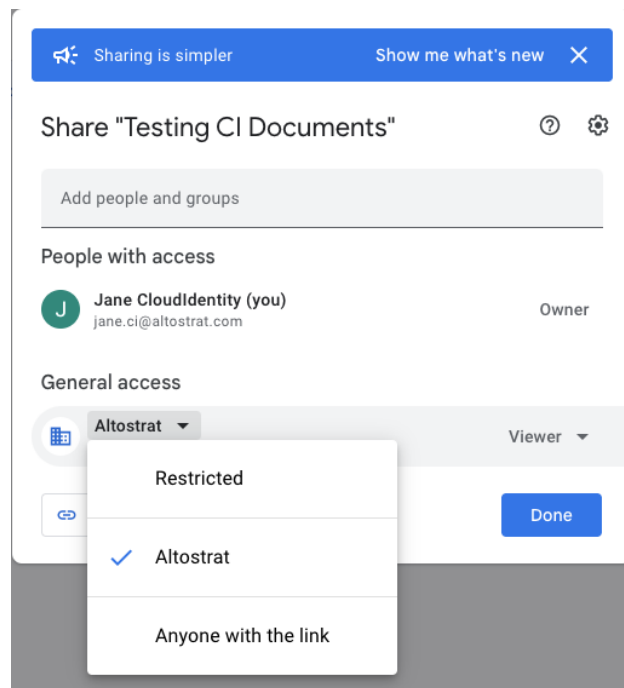 Sharing is simpler Show me what's new
Share "Testing CI Documents"
Add people and groups
People with access
J Jane CloudIdentity (you) Owner
jane.ci@altostrat.com
General access
Altostrat
Viewer
Restricted
Done
Altostrat
Anyone with the link